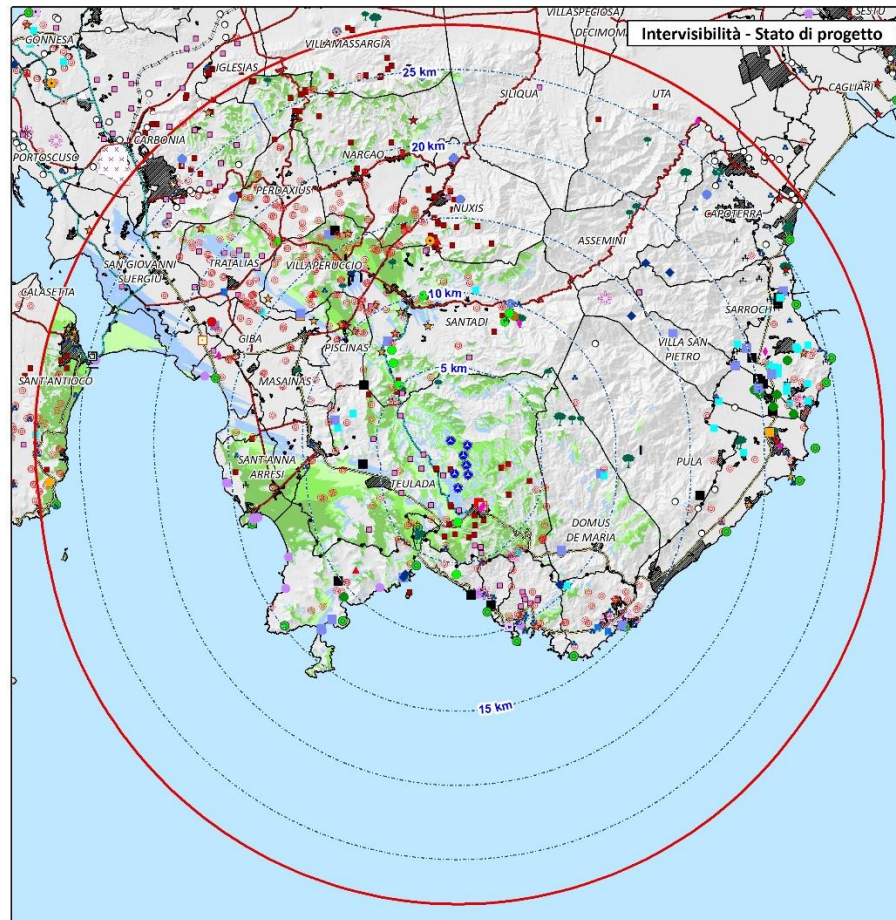 VILLASPECIOSA
SESTU
GONNESA
VILLAMASSARGIA
DECIMOM
Intervisibilità - Stato di progetto
IGLESIAS
25 km
SILIQUA
UTA
CAGLIARI
CARBONIA
20 km
PORTOSCUSO
NARCAO
PERDAXIUS
NUXIS
CAPOTERRA
ASSEMINI
SAN GIOVANNI
SUERGIU
TRATALIAS
VILLAPERUCCIO
CALASETTA
10 km
SANTADI
SARROCH
GIBA
PISCINAS
VILLA SAN
PIETRO
SANT'ANTIOCO
MASAINAS
5 km
SANT'ANNA
ARRESI
PULA
TEULADA
DOMUS
DE MARIA
15 km